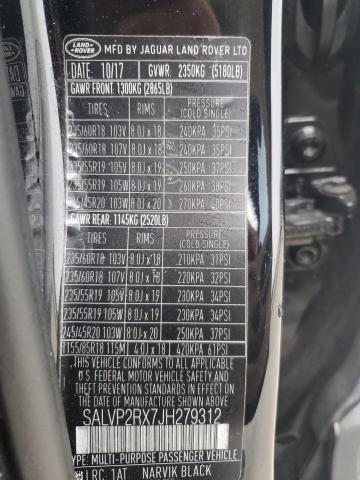 LAND ROVER MFD BY JAGUAR LAND ROVER LTD
10/17 GVWR: 2350KG (5180LB)
GAWR FRONT: 1300KG (2865LB)
TIRES RIMS PRESSURE (COLD SINGLE)
235/60R18 103V 8.0J x 18 240KPA 35PSI
235/60R18 107V 8.0J x 18 240KPA 35PSI
235/55R19 105V 8.0J x 19 250KPA 37PSI
235/55R19 105W 8.0J x 19 260KPA 38PSI
245/45R20 103W 8.0J x 20 270KPA 40PSI
GAWR REAR: 1145KG (2520LB)
TIRES RIMS PRESSURE (COLD SINGLE)
235/60R18 103V 8.0J x 18 210KPA 31PSI
235/60R18 107V 8.0J x 18 220KPA 32PSI
235/55R19 105V 8.0J x 19 230KPA 34PSI
235/55R19 105W 8.0J x 19 230KPA 34PSI
245/45R20 103W 8.0J x 20 250KPA 37PSI
T155/85R18 115M 4.0J x 18 420KPA 61PSI
THIS VEHICLE CONFORMS TO ALL APPLICABLE
FEDERAL MOTOR VEHICLE SAFETY AND
THEFT PREVENTION STANDARDS IN EFFECT ON
THE DATE OF MANUFACTURE SHOWN ABOVE
SALVP2RX7JH279312
TYPE: MULTI-PURPOSE PASSENGER VEHICLE
LRC: 1AT NARVIK BLACK